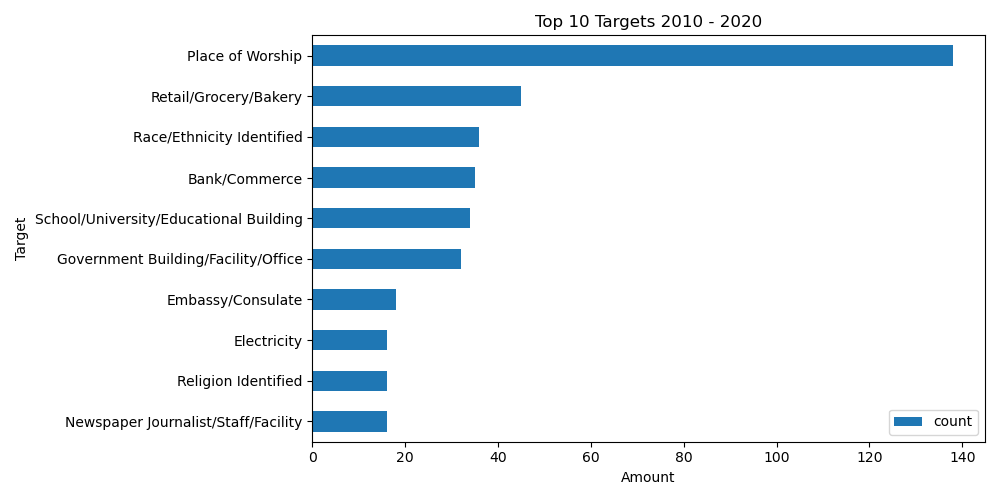 Top 10 Targets 2010 - 2020
Target
Place of Worship
Retail/Grocery/Bakery
Race/Ethnicity Identified
Bank/Commerce
School/University/Educational Building
Government Building/Facility/Office
Embassy/Consulate
Electricity
Religion Identified
Newspaper Journalist/Staff/Facility
count
0 20 40 60 80 100 120 140
Amount